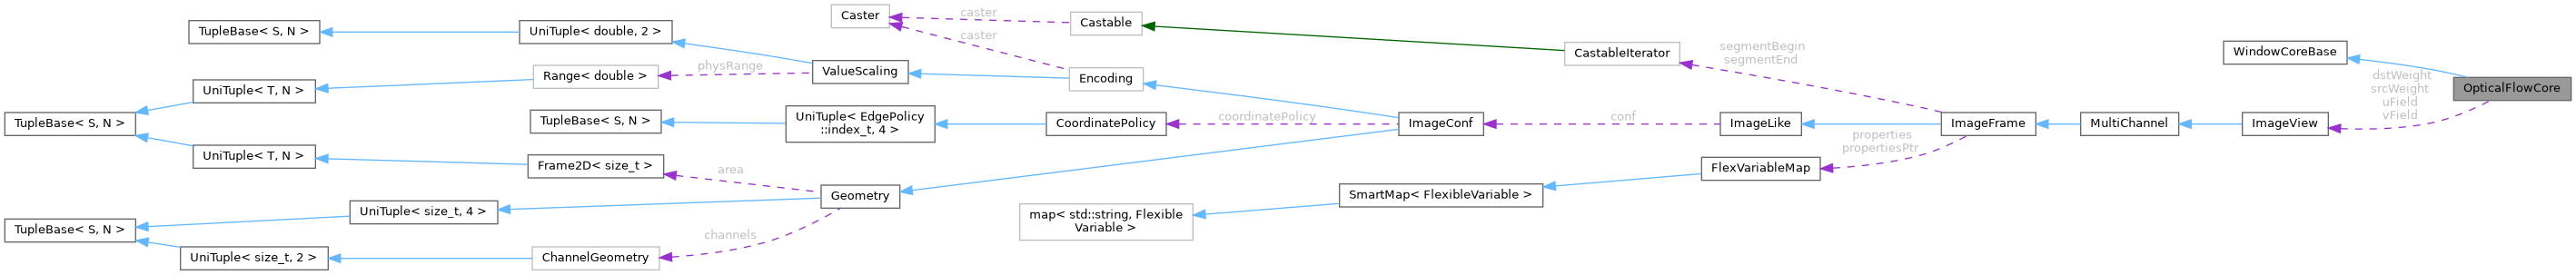 Caster
caster
Castable
TupleBase< S, N >
UniTuple< double, 2 >
caster
CastableIterator
segmentBegin
segmentEnd
WindowCoreBase
physRange
ValueScaling
Range< double >
Encoding
UniTuple< T, N >
dstWeight
srcWeight
uField
vField
OpticalFlowCore
TupleBase< S, N >
TupleBase< S, N >
UniTuple< EdgePolicy
::index_t, 4 >
CoordinatePolicy
coordinatePolicy
ImageConf
conf
ImageLike
ImageFrame
MultiChannel
ImageView
properties
propertiesPtr
UniTuple< T, N >
Frame2D< size_t >
area
FlexVariableMap
Geometry
SmartMap< FlexibleVariable >
UniTuple< size_t, 4 >
map< std::string, Flexible
Variable >
TupleBase< S, N >
channels
UniTuple< size_t, 2 >
ChannelGeometry